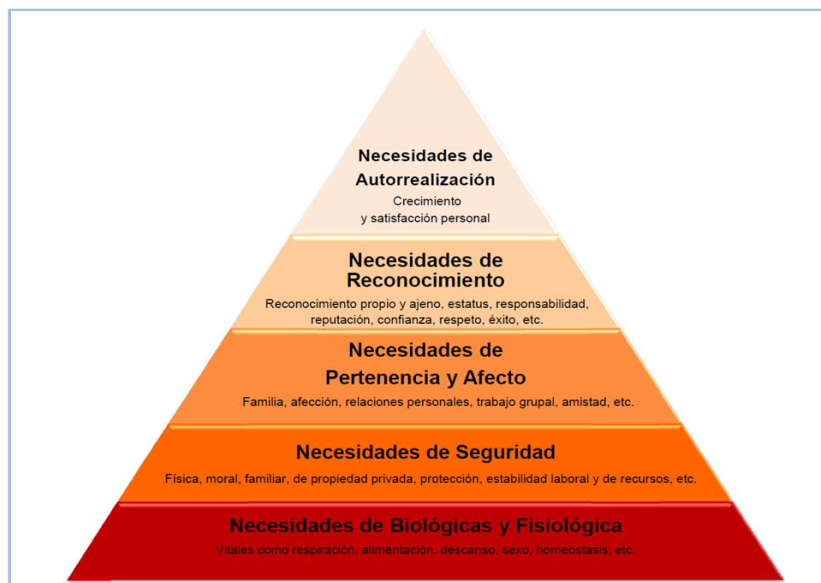 Necesidades de
Autorrealización
Crecimiento
y satisfacción personal
Necesidades de
Reconocimiento
Reconocimiento propio y ajeno, estatus, responsabilidad,
reputación, confianza, respeto, éxito, etc.
Necesidades de
Pertenencia y Afecto
Familia, afección, relaciones personales, trabajo grupal, amistad, etc.
Necesidades de Seguridad
Física, moral, familiar, de propiedad privada, protección, estabilidad laboral y de recursos, etc.
Necesidades de Biológicas y Fisiológica
Vitales como respiración, alimentación, descanso, sexo, homeostasis, etc.